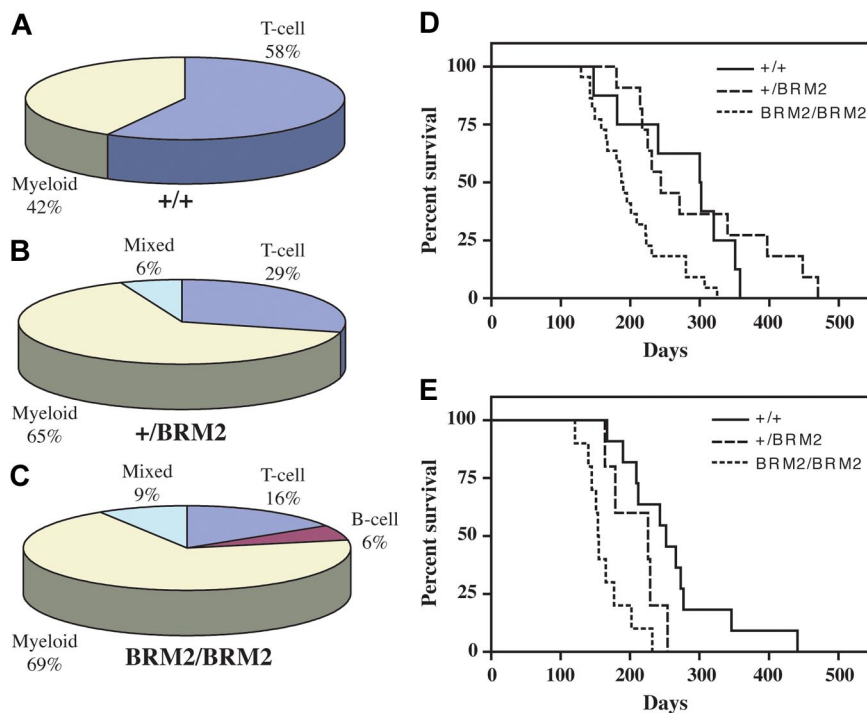 A
T-cell
58%
Myeloid
42%
+/+
B
Mixed
6%
T-cell
29%
Myeloid
65%
+/BRM2
C
Mixed
9%
T-cell
16%
B-cell
6%
Myeloid
69%
BRM2/BRM2
D
Percent survival
100
75
50
25
0
0 100 200 300 400 500
Days
+/+
+/BRM2
BRM2/BRM2
E
Percent survival
100
75
50
25
0
0 100 200 300 400 500
Days
+/+
+/BRM2
BRM2/BRM2